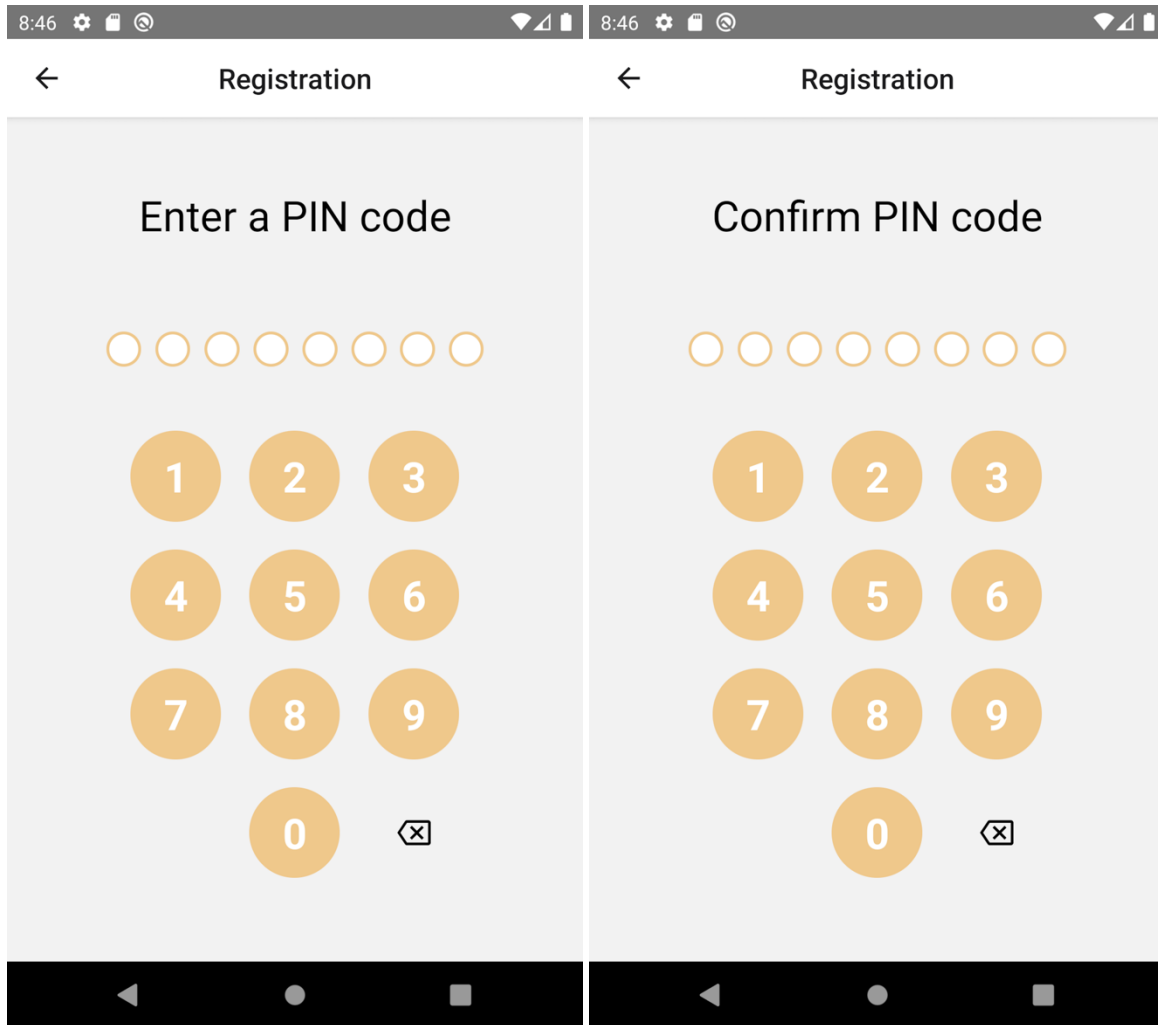 8:46
Registration
Enter a PIN code
1 2 3
4 5 6
7 8 9
0
8:46
Registration
Confirm PIN code
1 2 3
4 5 6
7 8 9
0